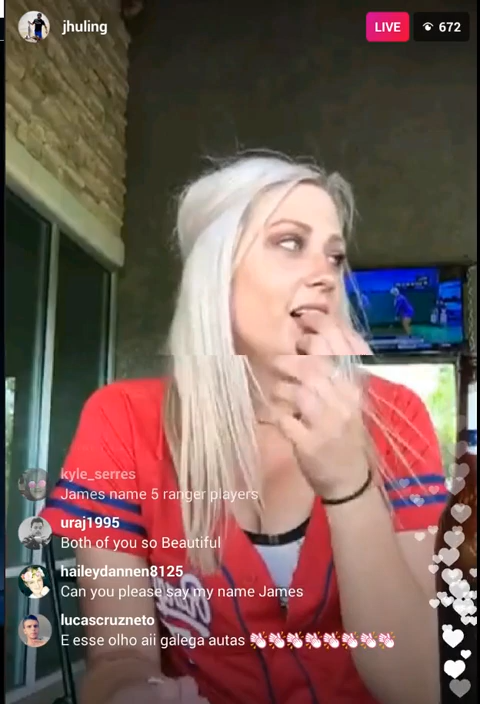 jhuling
LIVE
672
kyle_serres
James name 5 ranger players
uraj1995
Both of you so Beautiful
haileydannen8125
Can you please say my name James
lucascruzneto
E esse olho aii galega autas 👏👏👏👏👏👏👏👏